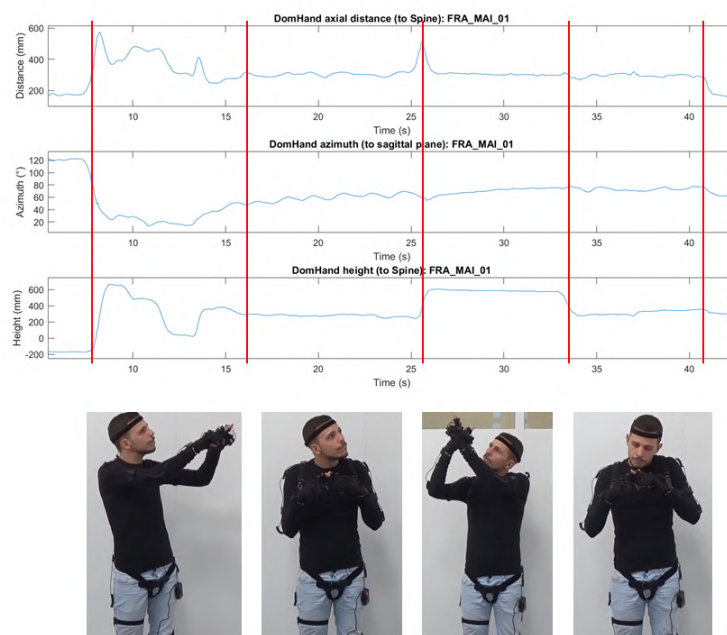 DomHand axial distance (to Spine): FRA_MAI_01
Distance (mm)
600
400
200
10 15 20 25 30 35 40
Time (s)
DomHand azimuth (to sagittal plane): FRA_MAI_01
Azimuth (°)
120
100
80
60
40
20
10 15 20 25 30 35 40
Time (s)
DomHand height (to Spine): FRA_MAI_01
Height (mm)
600
400
200
0
-200
10 15 20 25 30 35 40
Time (s)